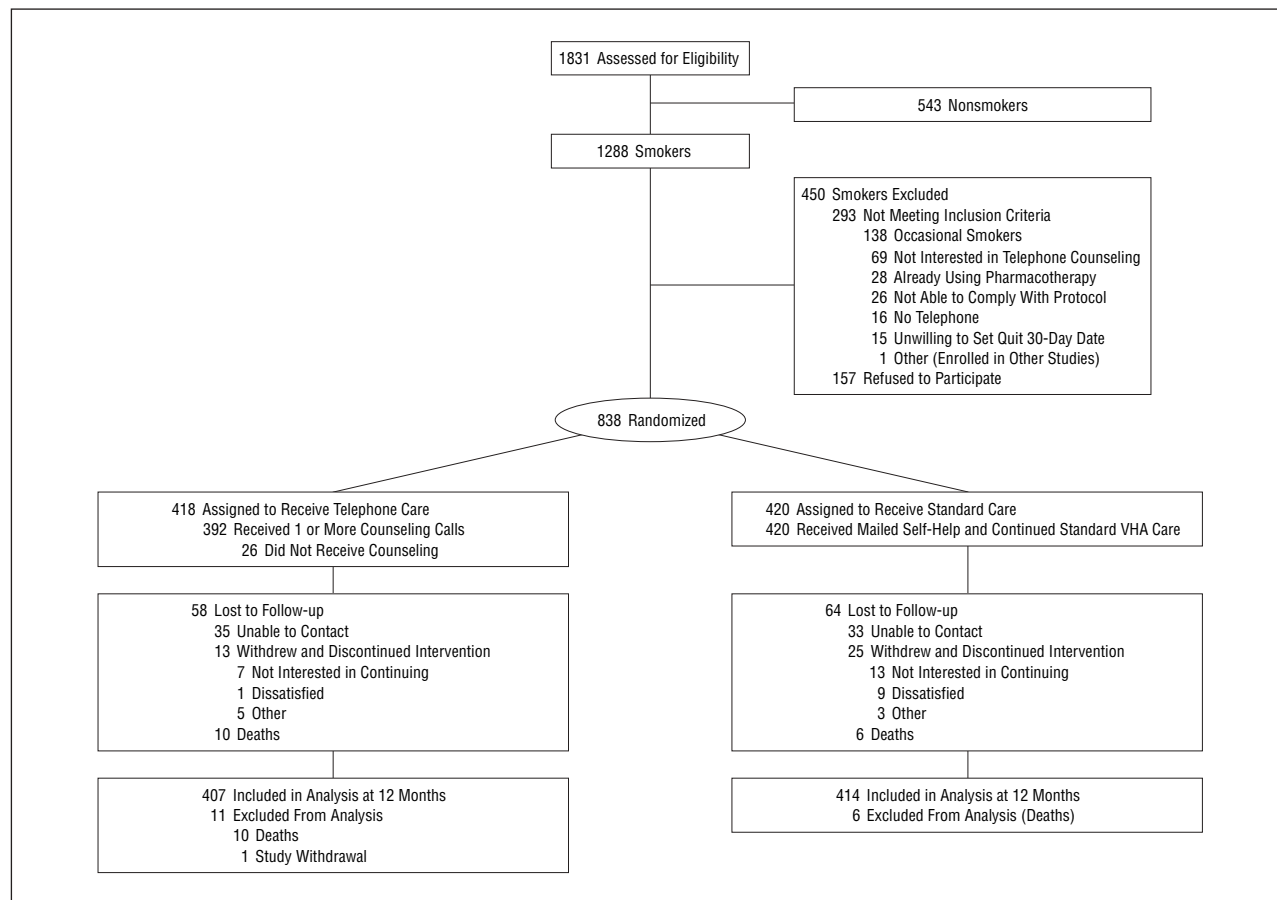 1831 Assessed for Eligibility
543 Nonsmokers
1288 Smokers
450 Smokers Excluded
293 Not Meeting Inclusion Criteria
138 Occasional Smokers
69 Not Interested in Telephone Counseling
28 Already Using Pharmacotherapy
26 Not Able to Comply With Protocol
16 No Telephone
15 Unwilling to Set Quit 30-Day Date
1 Other (Enrolled in Other Studies)
157 Refused to Participate
838 Randomized
418 Assigned to Receive Telephone Care
392 Received 1 or More Counseling Calls
26 Did Not Receive Counseling
420 Assigned to Receive Standard Care
420 Received Mailed Self-Help and Continued Standard VHA Care
58 Lost to Follow-up
35 Unable to Contact
13 Withdrew and Discontinued Intervention
7 Not Interested in Continuing
1 Dissatisfied
5 Other
10 Deaths
64 Lost to Follow-up
33 Unable to Contact
25 Withdrew and Discontinued Intervention
13 Not Interested in Continuing
9 Dissatisfied
3 Other
6 Deaths
407 Included in Analysis at 12 Months
11 Excluded From Analysis
10 Deaths
1 Study Withdrawal
414 Included in Analysis at 12 Months
6 Excluded From Analysis (Deaths)